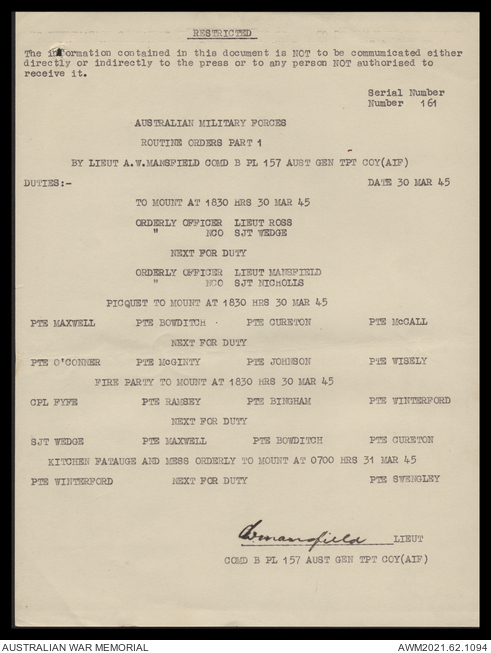 RESTRICTED
The information contained in this document is NOT to be communicated either
directly or indirectly to the press or to any person NOT authorised to
receive it.
Serial Number
Number 161
AUSTRALIAN MILITARY FORCES
ROUTINE ORDERS PART 1
BY LIEUT A.W.MANSFIELD COMD B PL 157 AUST GEN TPT COY(AIF)
DUTIES:- DATE 30 MAR 45
TO MOUNT AT 1830 HRS 30 MAR 45
ORDERLY OFFICER LIEUT ROSS
" NCO SJT WEDGE
NEXT FOR DUTY
ORDERLY OFFICER LIEUT MANSFIELD
" NCO SJT NICHOLLS
PICQUET TO MOUNT AT 1830 HRS 30 MAR 45
PTE MAXWELL PTE BOWDITCH PTE CURETON PTE McCALL
NEXT FOR DUTY
PTE O'CONNER PTE McGINTY PTE JOHNSON PTE WISELY
FIRE PARTY TO MOUNT AT 1830 HRS 30 MAR 45
CPL FYFE PTE RAMSEY PTE BINGHAM PTE WINTERFORD
NEXT FOR DUTY
SJT WEDGE PTE MAXWELL PTE BOWDITCH PTE CURETON
KITCHEN FATAUGE AND MESS ORDERLY TO MOUNT AT 0700 HRS 31 MAR 45
PTE WINTERFORD NEXT FOR DUTY PTE SWENGLEY
AWmansfield LIEUT
COMD B PL 157 AUST GEN TPT COY(AIF)
AUSTRALIAN WAR MEMORIAL AWM2021.62.1094